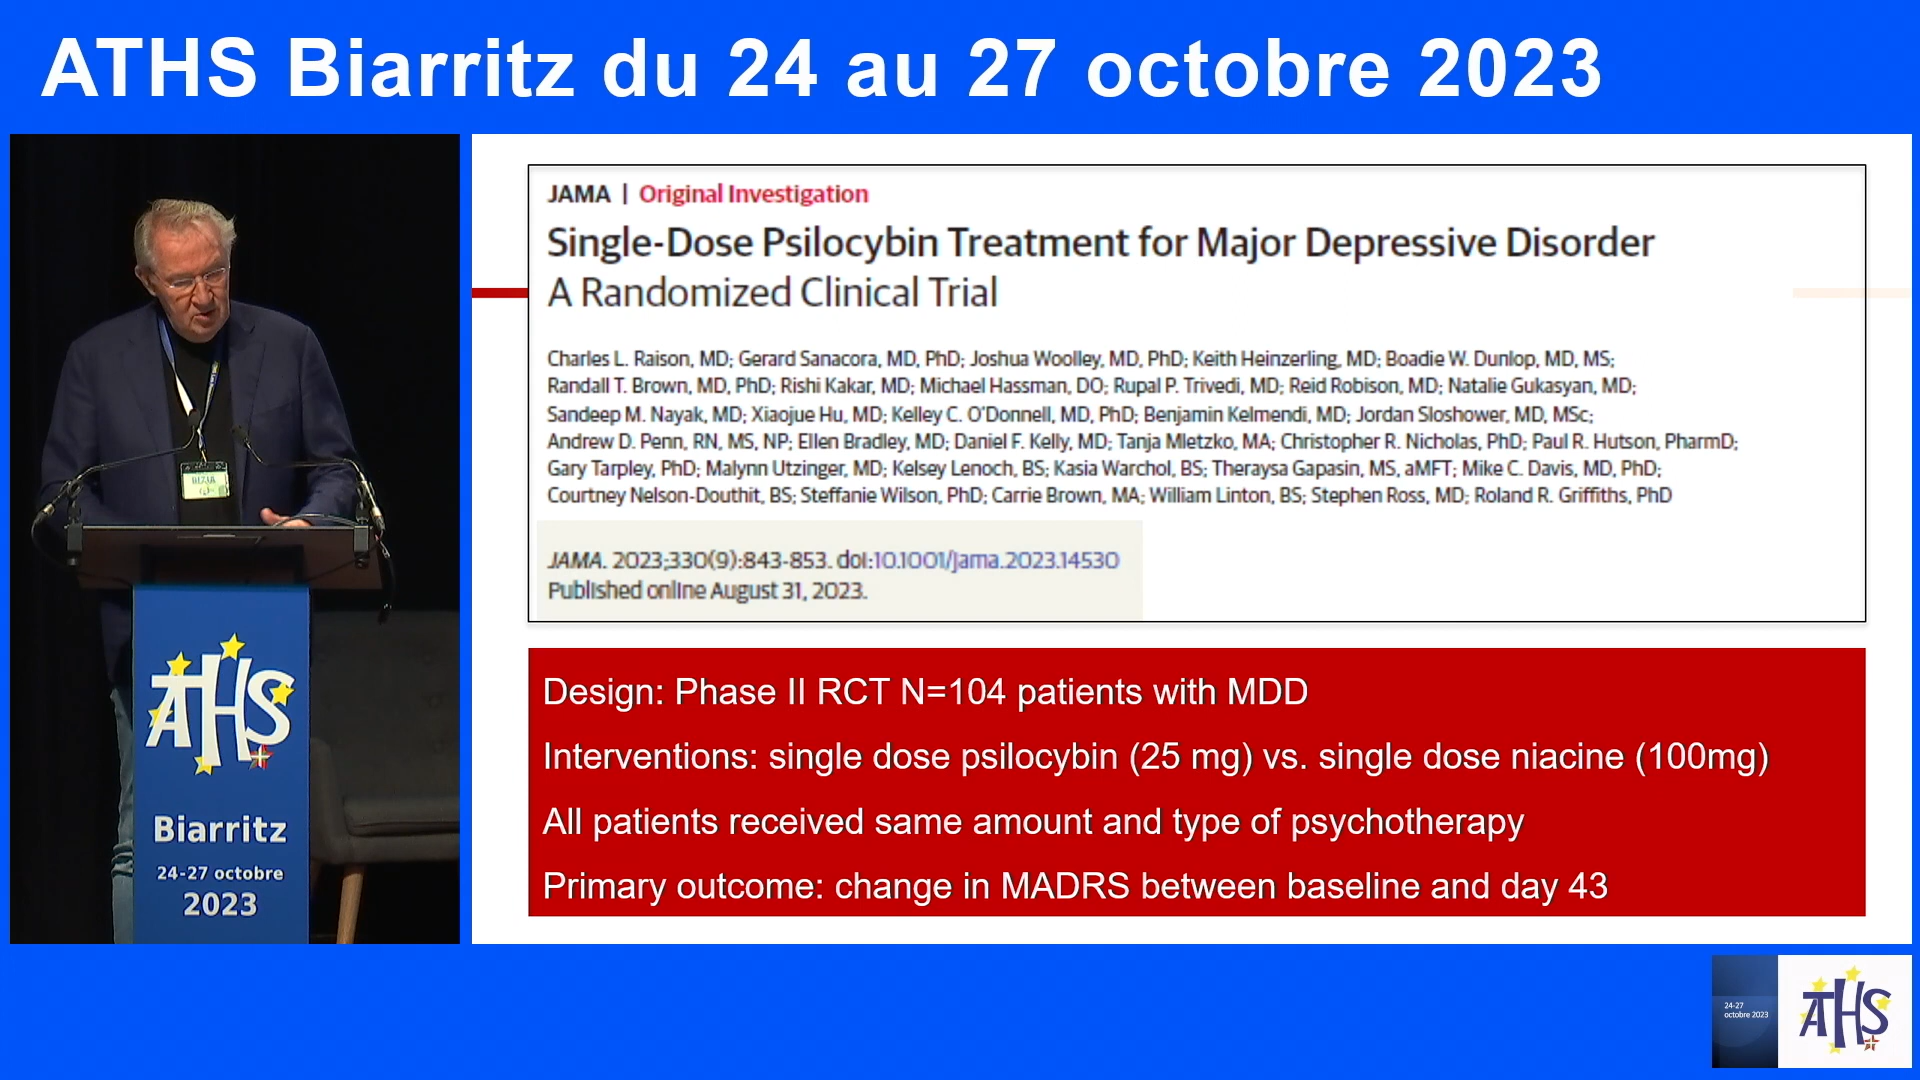 ATHS Biarritz du 24 au 27 octobre 2023
JAMA | Original Investigation
Single-Dose Psilocybin Treatment for Major Depressive Disorder
A Randomized Clinical Trial
Charles L. Raison, MD; Gerard Sanacora, MD, PhD; Joshua Woolley, MD, PhD; Keith Heinzerling, MD; Boadie W. Dunlop, MD, MS;
Randall T. Brown, MD, PhD; Rishi Kakar, MD; Michael Hassman, DO; Rupal P. Trivedi, MD; Reid Robison, MD; Natalie Gukasyan, MD;
Sandeep M. Nayak, MD; Xiaojue Hu, MD; Kelley C. O'Donnell, MD, PhD; Benjamin Kelmendi, MD; Jordan Sloshower, MD, MSc;
Andrew D. Penn, RN, MS, NP; Ellen Bradley, MD; Daniel F. Kelly, MD; Tanja Mletzko, MA; Christopher R. Nicholas, PhD; Paul R. Hutson, PharmD;
Gary Tarpley, PhD; Malynn Utzinger, MD; Kelsey Lenoch, BS; Kasia Warchol, BS; Theraysa Gapasin, MS, aMFT; Mike C. Davis, MD, PhD;
Courtney Nelson-Douthit, BS; Steffanie Wilson, PhD; Carrie Brown, MA; William Linton, BS; Stephen Ross, MD; Roland R. Griffiths, PhD
JAMA. 2023;330(9):843-853. doi:10.1001/jama.2023.14530
Published online August 31, 2023.
Design: Phase II RCT N=104 patients with MDD
Interventions: single dose psilocybin (25 mg) vs. single dose niacine (100mg)
All patients received same amount and type of psychotherapy
Primary outcome: change in MADRS between baseline and day 43
ATHS
Biarritz
24-27 octobre
2023
24-27
octobre 2023
ATHS